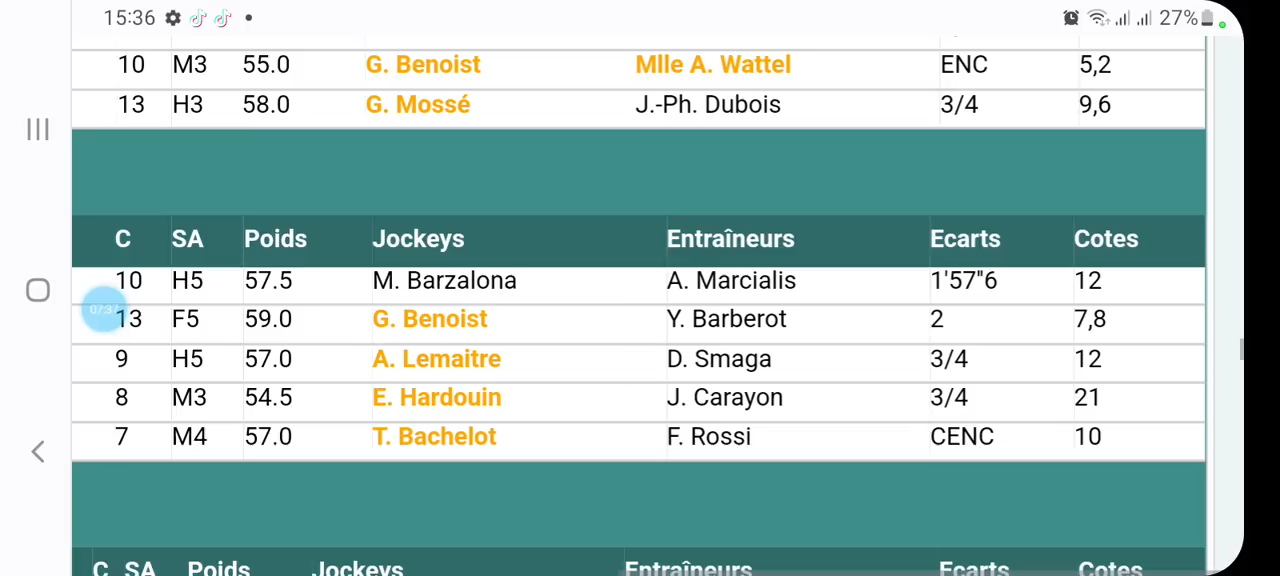 15:36 27%
10 M3 55.0 G. Benoist Mlle A. Wattel ENC 5,2
13 H3 58.0 G. Mossé J.-Ph. Dubois 3/4 9,6
C SA Poids Jockeys Entraîneurs Ecarts Cotes
10 H5 57.5 M. Barzalona A. Marcialis 1'57"6 12
13 F5 59.0 G. Benoist Y. Barberot 2 7,8
9 H5 57.0 A. Lemaitre D. Smaga 3/4 12
8 M3 54.5 E. Hardouin J. Carayon 3/4 21
7 M4 57.0 T. Bachelot F. Rossi CENC 10
C SA Poids Jockeys Entraîneurs Ecarts Cotes